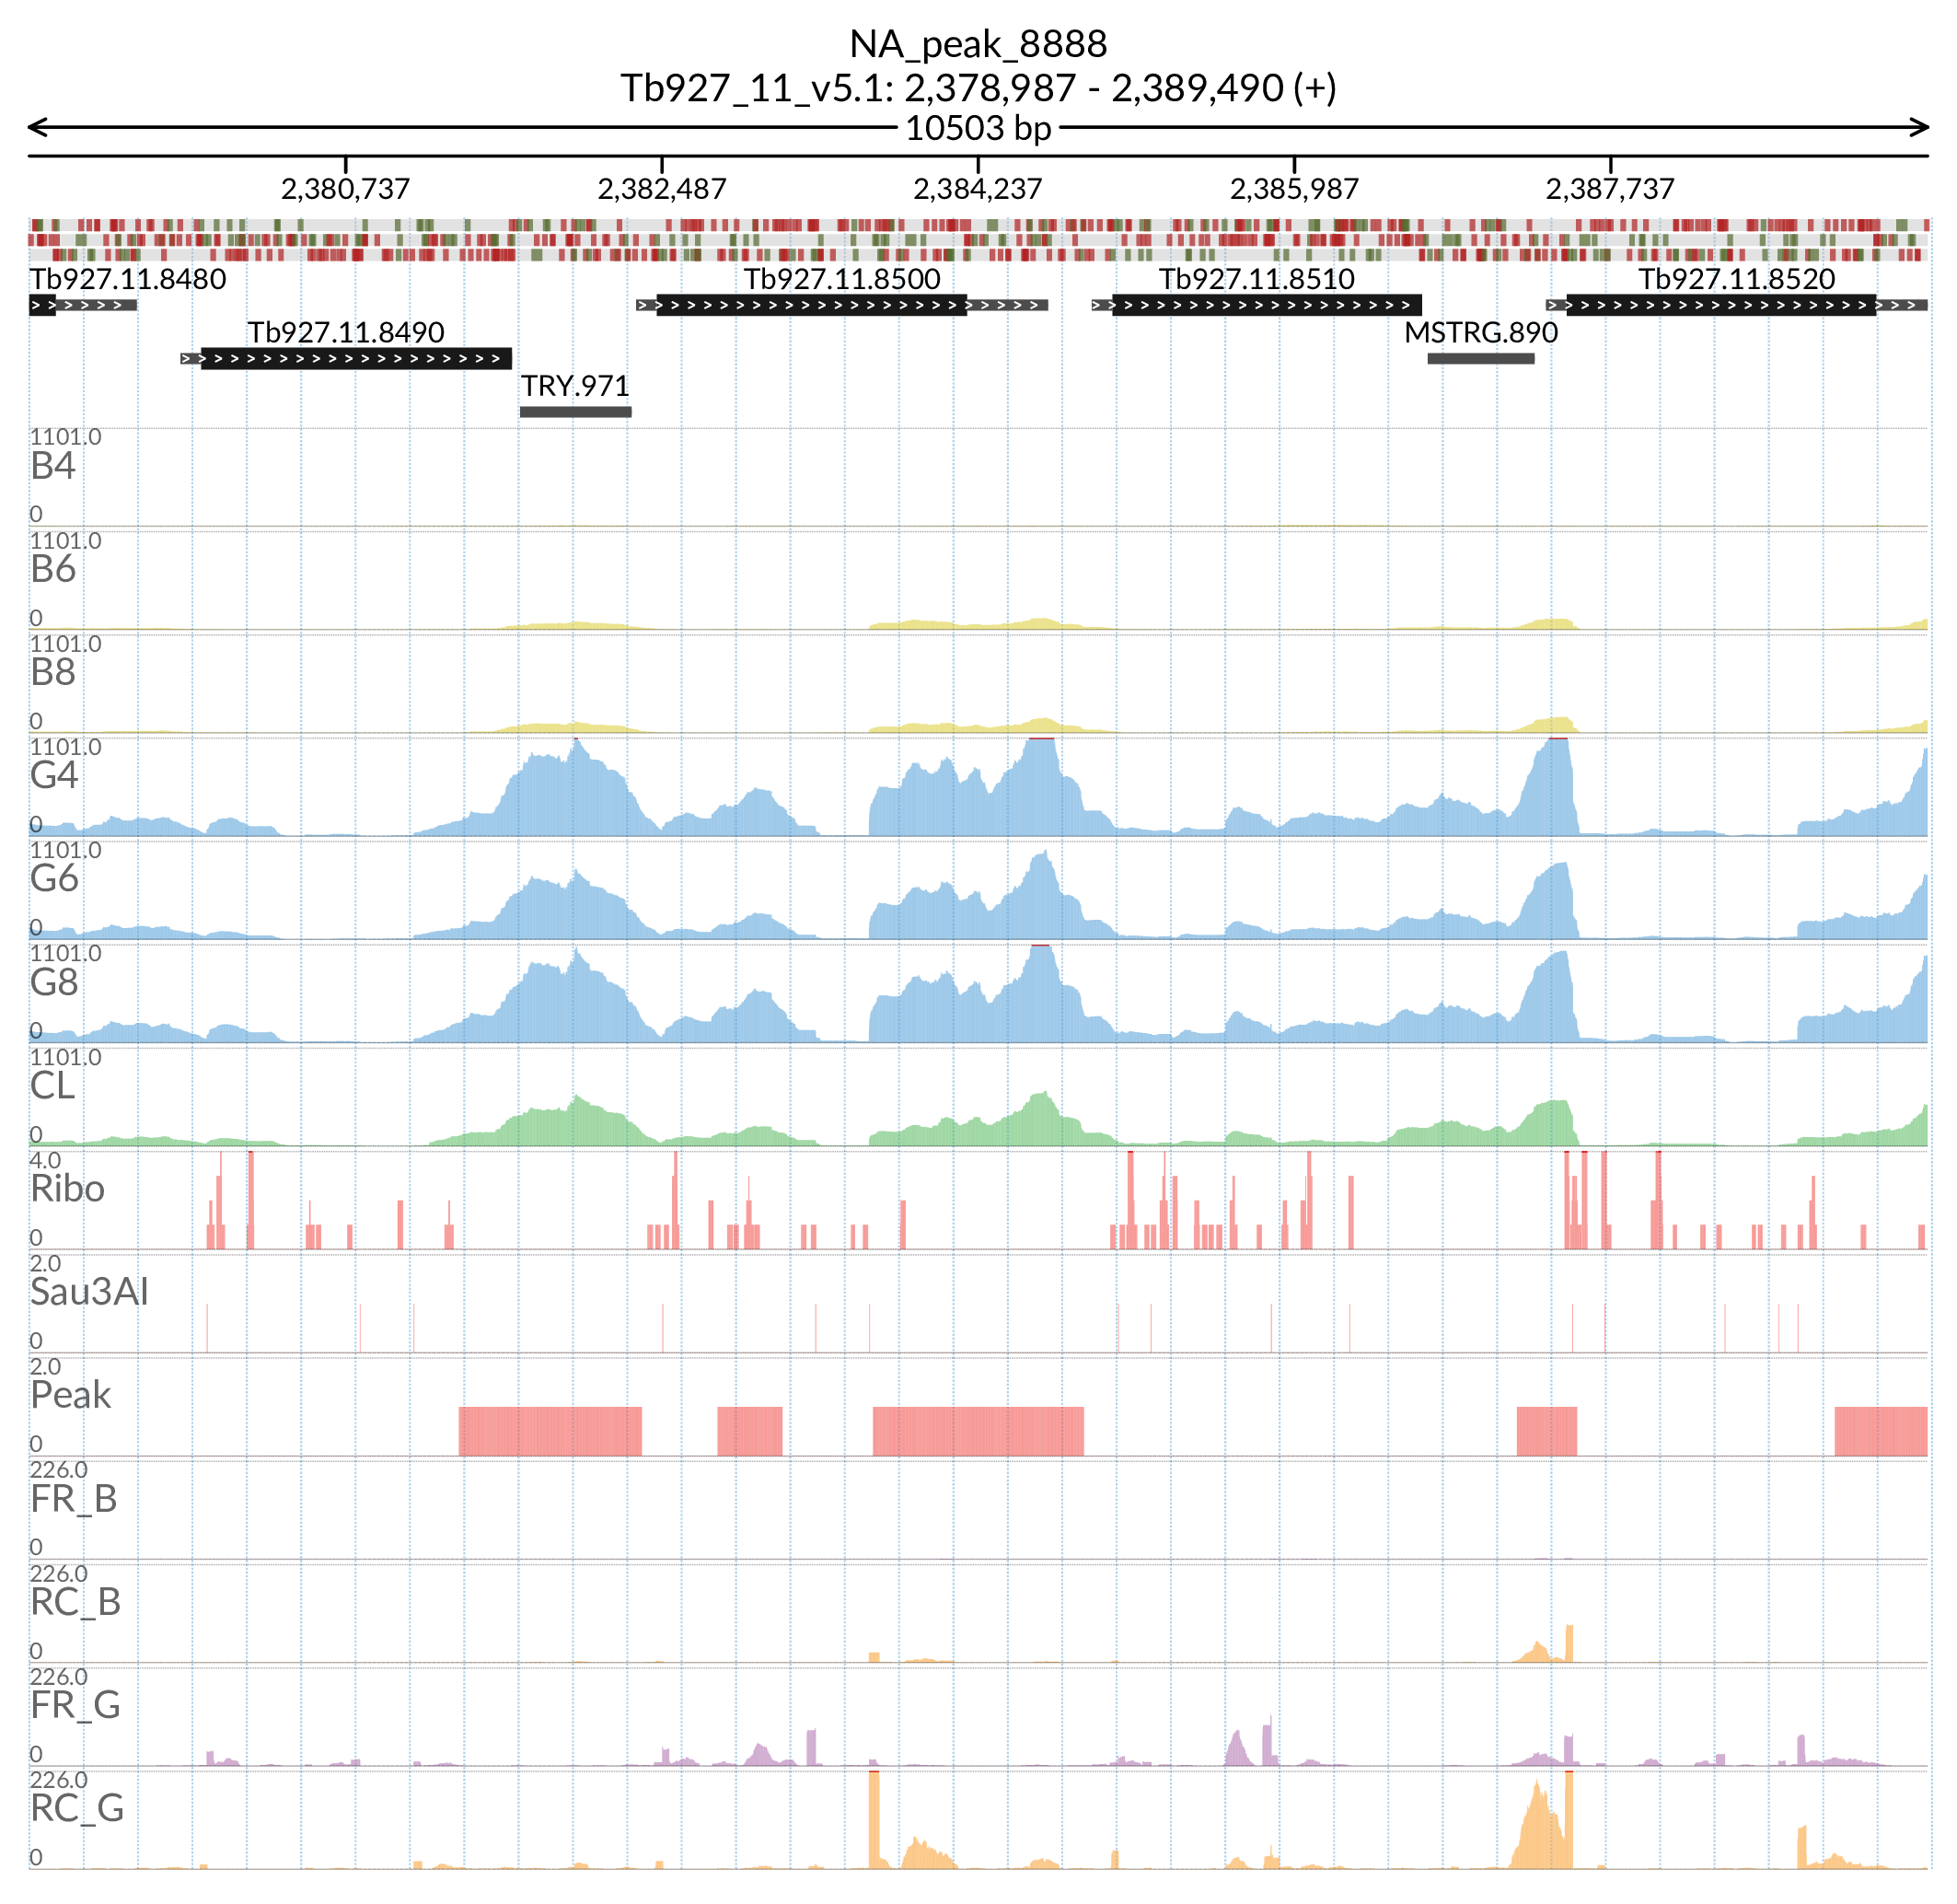 NA_peak_8888
Tb927_11_v5.1: 2,378,987 - 2,389,490 (+)
10503 bp
2,380,737 2,382,487 2,384,237 2,385,987 2,387,737
Tb927.11.8480 Tb927.11.8500 Tb927.11.8510 Tb927.11.8520
Tb927.11.8490 MSTRG.890
TRY.971
1101.0
B4
0
1101.0
B6
0
1101.0
B8
0
1101.0
G4
0
1101.0
G6
0
1101.0
G8
0
1101.0
CL
0
4.0
Ribo
0
2.0
Sau3AI
0
2.0
Peak
0
226.0
FR_B
0
226.0
RC_B
0
226.0
FR_G
0
226.0
RC_G
0